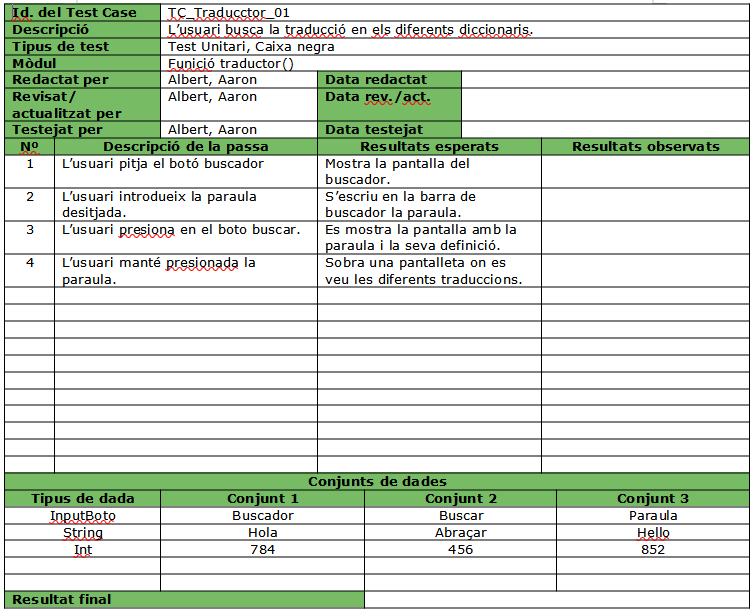 Id. del Test Case TC_Traducctor_01
Descripció L'usuari busca la traducció en els diferent diccionaris.
Tipus de test Test Unitari, Caixa negra
Mòdul Funició traductor()
Redactat per Albert, Aaron Data redactat
Revisat/ Albert, Aaron Data rev./act.
actualitzat per
Testejat per Albert, Aaron Data testejat
Nº Descripció de la passa Resultats esperats Resultats observats
1 L'usuari pitja el botó buscador Mostra la pantalla del
buscador.
2 L'usuari introdueix la paraula S'escriu en la barra de
desitjada. buscador la paraula.
3 L'usuari presiona en el boto buscar. Es mostra la pantalla amb la
paraula i la seva definició.
4 L'usuari manté presionada la Sobra una pantalleta on es
paraula. veu les diferents traduccions.
Conjunts de dades
Tipus de dada Conjunt 1 Conjunt 2 Conjunt 3
InputBoto Buscador Buscar Paraula
String Hola Abraçar Hello
Int 784 456 852
Resultat final